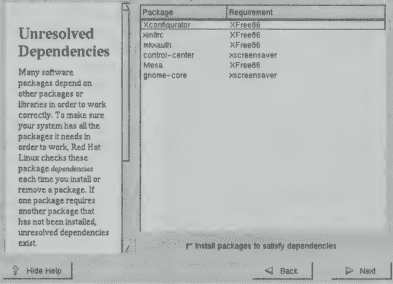 Unresolved
Dependencies
Many software
packages depend on
other packages or
libraries in order to work
correctly. To make sure
your system has all the
packages it needs in
order to work, Red Hat
Linux checks these
package dependencies
each time you install or
remove a package. If
one package requires
another package that
has not been installed,
unresolved dependencies
exist.
Package Requirement
Xconfigurator XFree86
xinitrc XFree86
mkxauth XFree86
control-center xscreensaver
Mesa XFree86
gnome-core xscreensaver
Install packages to satisfy dependencies
Hide Help
Back
Next